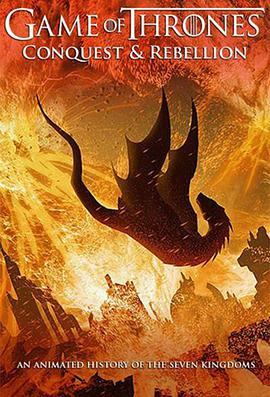 GAME OF THRONES
CONQUEST & REBELLION
AN ANIMATED HISTORY OF THE SEVEN KINGDOMS